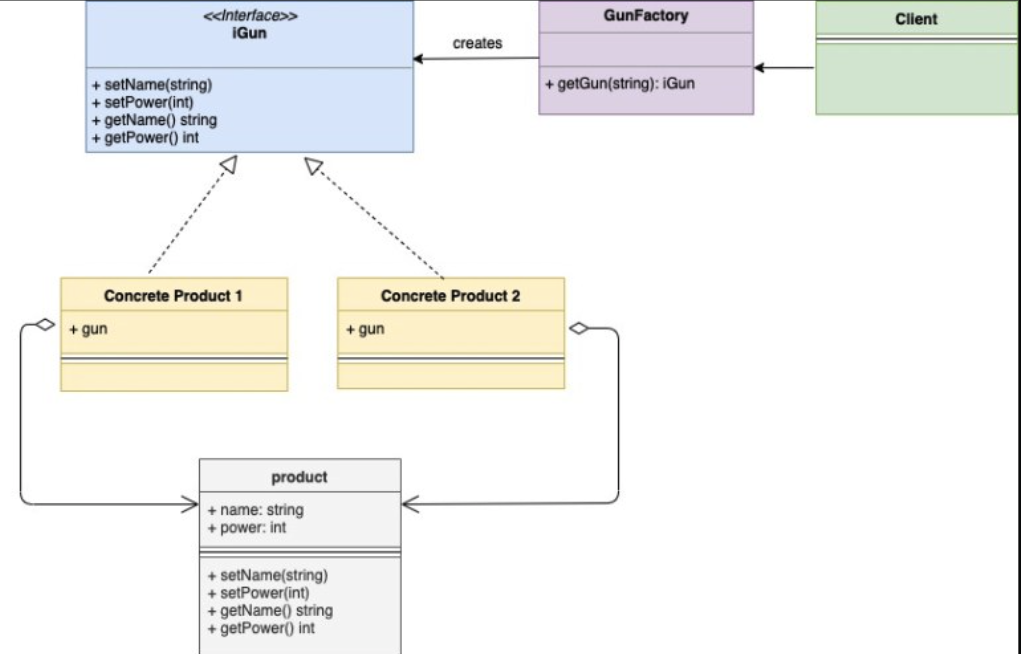 <<Interface>>
iGun
+ setName(string)
+ setPower(int)
+ getName() string
+ getPower() int
creates
GunFactory
+ getGun(string): iGun
Client
Concrete Product 1
+ gun
Concrete Product 2
+ gun
product
+ name: string
+ power: int
+ setName(string)
+ setPower(int)
+ getName() string
+ getPower() int